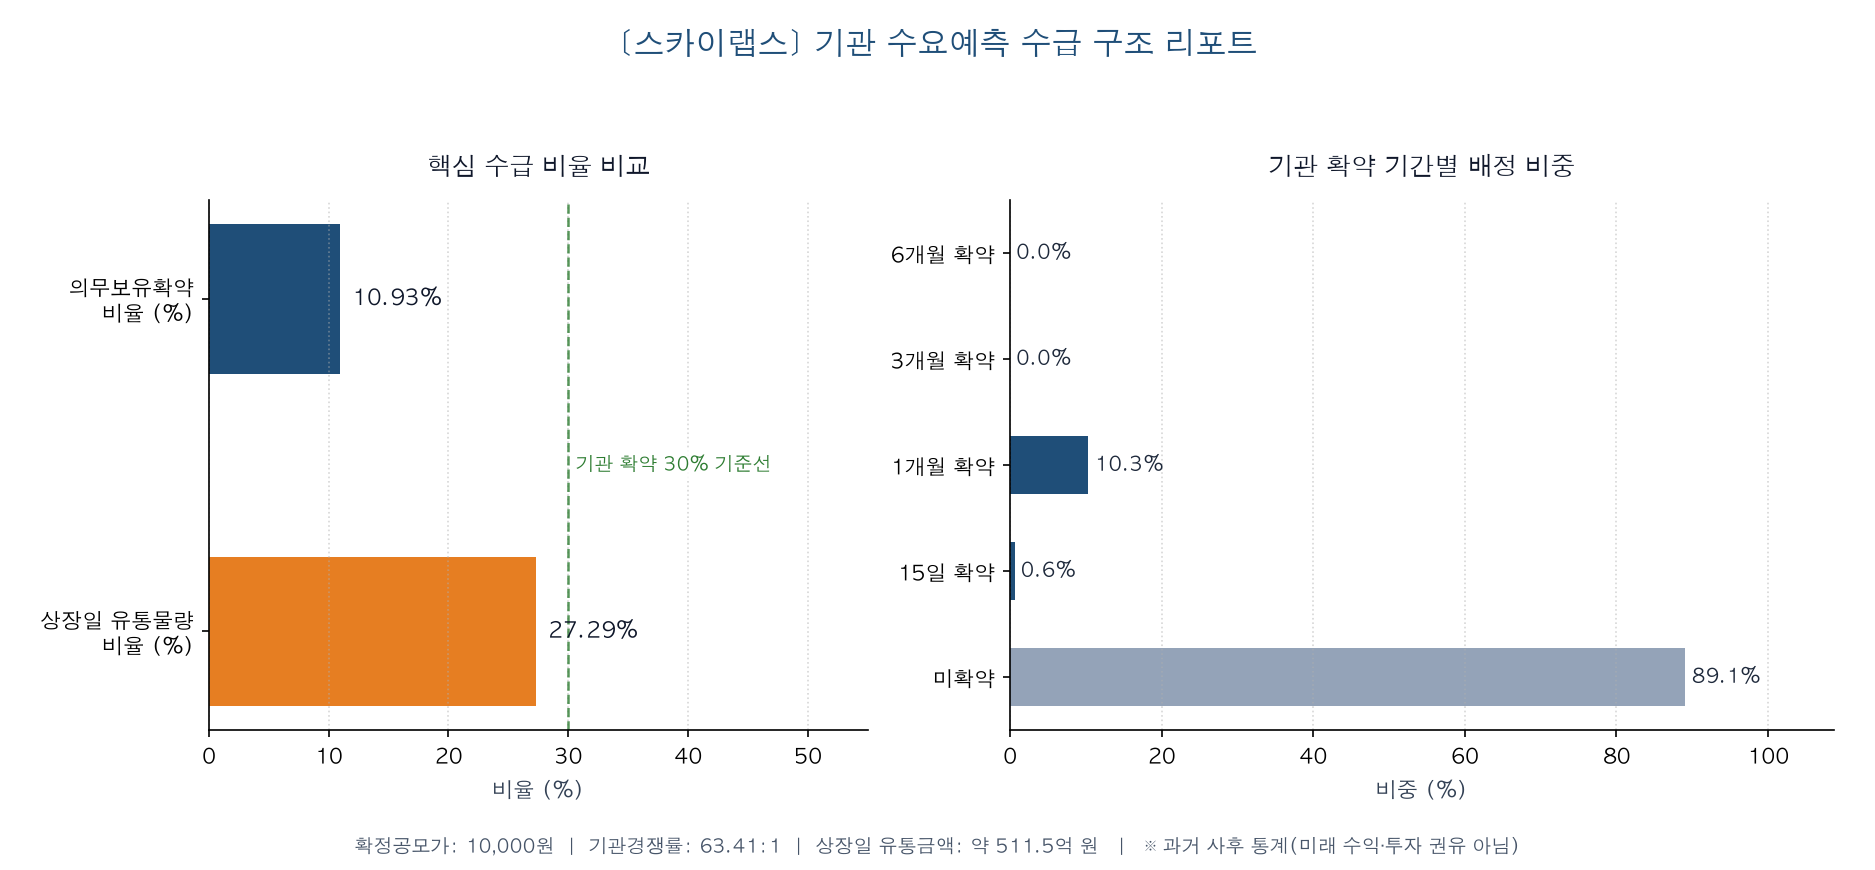 [스카이랩스] 기관 수요예측 수급 구조 리포트
핵심 수급 비율 비교
의무보유확약
비율 (%)
10.93%
기관 확약 30% 기준선
상장일 유통물량
비율 (%)
27.29%
0 10 20 30 40 50
비율 (%)
기관 확약 기간별 배정 비중
6개월 확약 0.0%
3개월 확약 0.0%
1개월 확약 10.3%
15일 확약 0.6%
미확약 89.1%
0 20 40 60 80 100
비중 (%)
확정공모가: 10,000원 | 기관경쟁률: 63.41:1 | 상장일 유통금액: 약 511.5억 원 | ※ 과거 사후 통계(미래 수익·투자 권유 아님)